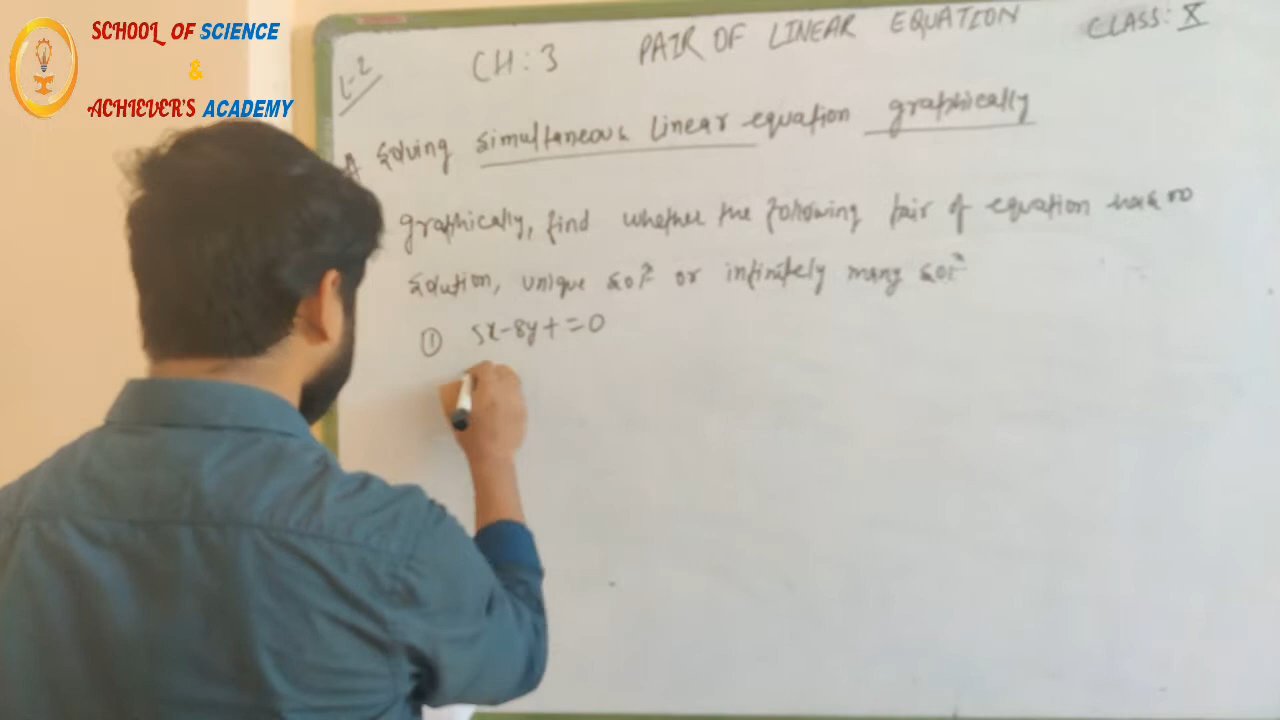 SCHOOL OF SCIENCE
&
ACHIEVER'S ACADEMY
L-2
CH: 3 PAIR OF LINEAR EQUATION CLASS: X
Solving simultaneous linear equation graphically
graphically, find whether the following pair of equation has no
solution, unique sol^n or infinitely many sol^n
① 5x-8y+=0